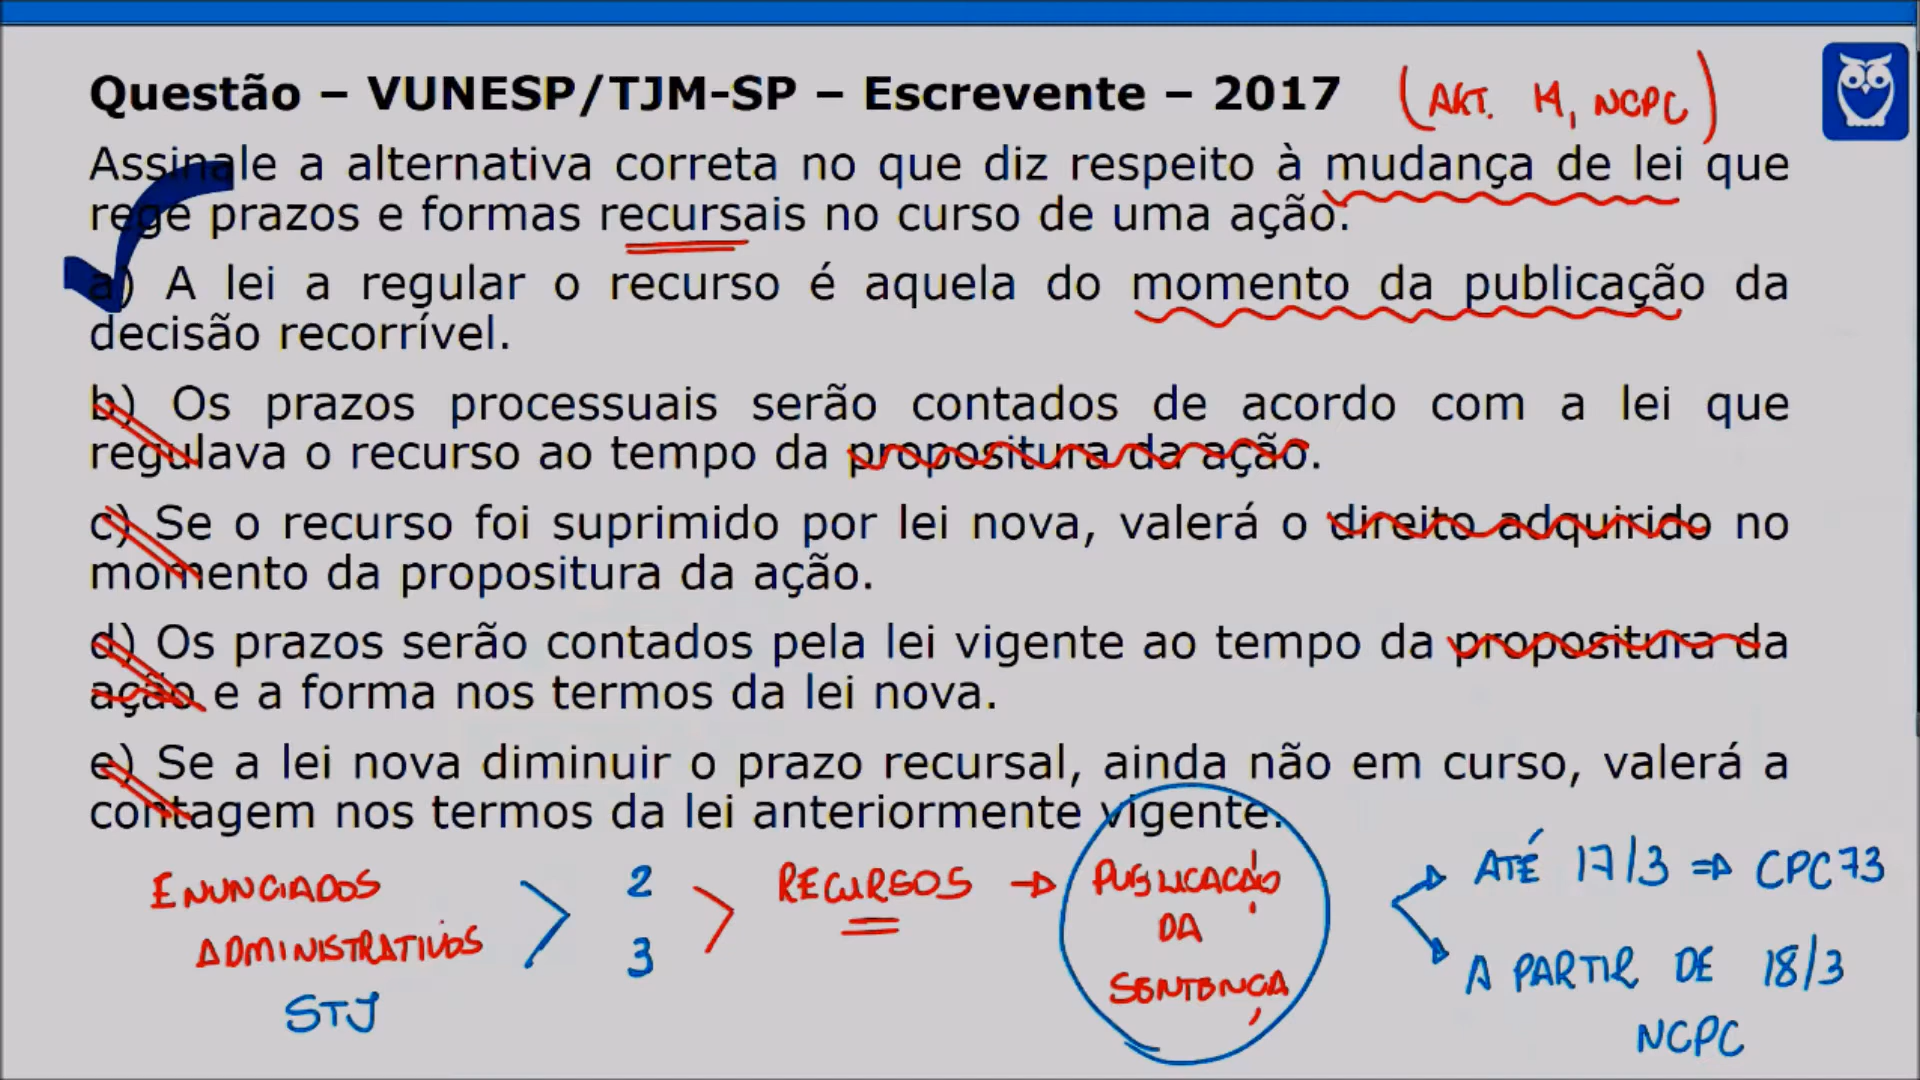 Questão – VUNESP/TJM-SP – Escrevente – 2017 (ART. 14, NCPC)
Assinale a alternativa correta no que diz respeito à mudança de lei que
rege prazos e formas recursais no curso de uma ação.
a) A lei a regular o recurso é aquela do momento da publicação da
decisão recorrível.
b) Os prazos processuais serão contados de acordo com a lei que
regulava o recurso ao tempo da propositura da ação.
c) Se o recurso foi suprimido por lei nova, valerá o direito adquirido no
momento da propositura da ação.
d) Os prazos serão contados pela lei vigente ao tempo da propositura da
ação e a forma nos termos da lei nova.
e) Se a lei nova diminuir o prazo recursal, ainda não em curso, valerá a
contagem nos termos da lei anteriormente vigente.
ENUNCIADOS
ADMINISTRATIVOS
STJ
2
3
RECURSOS
PUBLICAÇÃO
DA
SENTENÇA
ATÉ 17/3 ⇒ CPC73
A PARTIR DE 18/3
NCPC